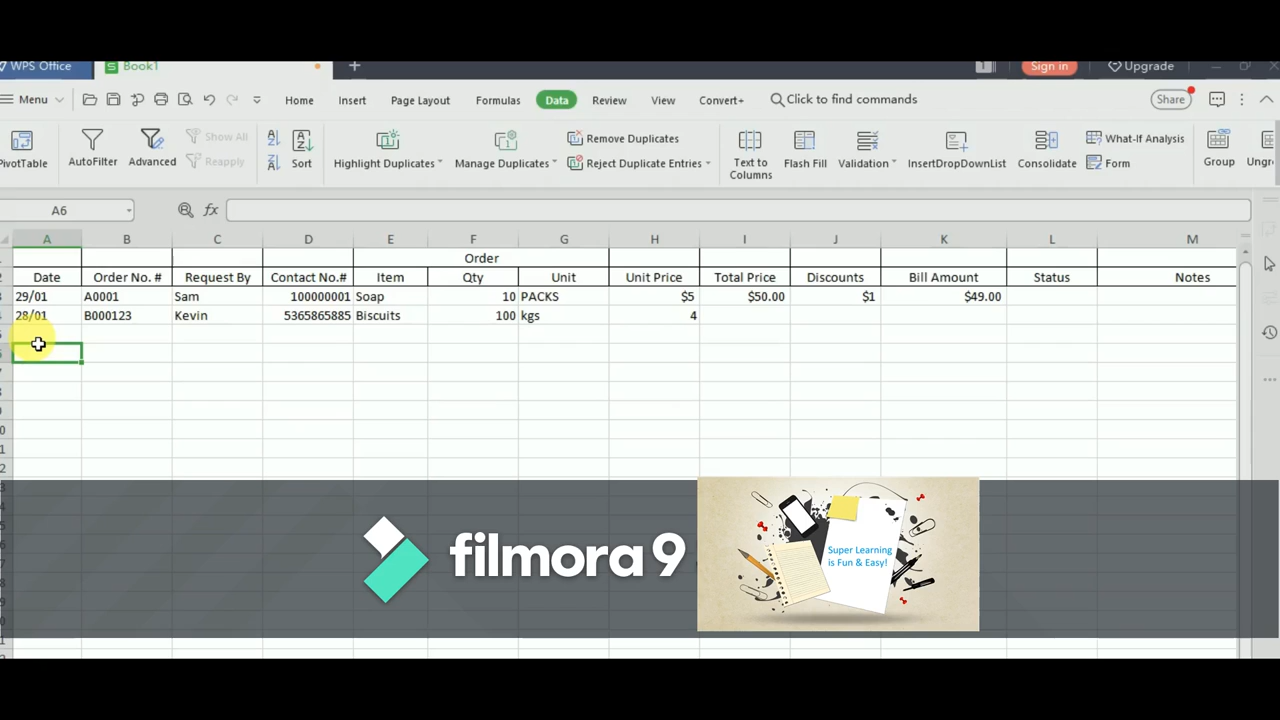 WPS Office Book1 + 1 Sign in Upgrade
Menu Home Insert Page Layout Formulas Data Review View Convert+ Click to find commands Share
PivotTable AutoFilter Advanced Show All Reapply Sort Highlight Duplicates Manage Duplicates Remove Duplicates Reject Duplicate Entries Text to Columns Flash Fill Validation InsertDropDownList Consolidate What-If Analysis Form Group Ungr
A6 fx
A B C D E F G H I J K L M
Order
Date Order No. # Request By Contact No.# Item Qty Unit Unit Price Total Price Discounts Bill Amount Status Notes
29/01 A0001 Sam 100000001 Soap 10 PACKS $5 $50.00 $1 $49.00
28/01 B000123 Kevin 5365865885 Biscuits 100 kgs 4
filmora 9
Super Learning
is Fun & Easy!